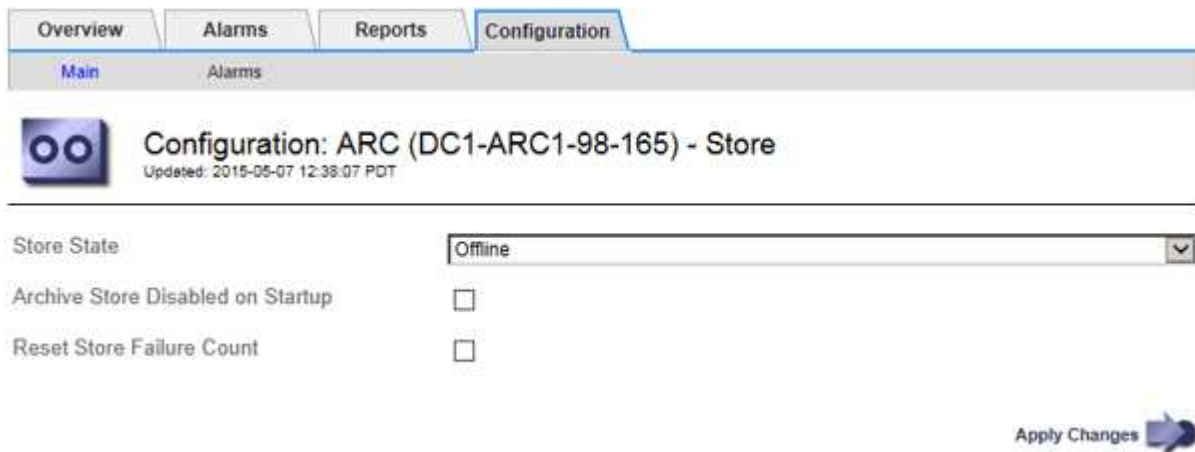 Overview Alarms Reports Configuration
Main Alarms
Configuration: ARC (DC1-ARC1-98-165) - Store
Updated: 2015-05-07 12:38:07 PDT
Store State Offline
Archive Store Disabled on Startup
Reset Store Failure Count
Apply Changes